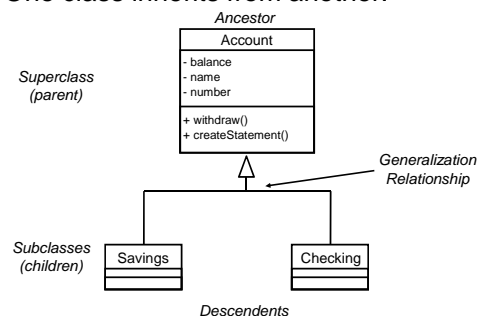 One class inherits from another.
Ancestor
Account
- balance
- name
- number
+ withdraw()
+ createStatement()
Superclass
(parent)
Generalization
Relationship
Subclasses
(children)
Savings
Checking
Descendents